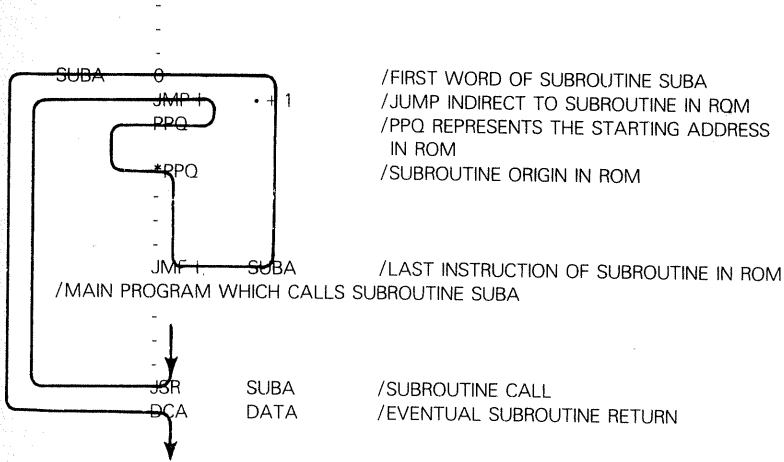 -
-
-
SUBA 0 /FIRST WORD OF SUBROUTINE SUBA
JMP I . + 1 /JUMP INDIRECT TO SUBROUTINE IN ROM
PPQ /PPQ REPRESENTS THE STARTING ADDRESS
IN ROM
*PPQ /SUBROUTINE ORIGIN IN ROM
-
-
-
JMP I SUBA /LAST INSTRUCTION OF SUBROUTINE IN ROM
/MAIN PROGRAM WHICH CALLS SUBROUTINE SUBA
-
-
-
JSR SUBA /SUBROUTINE CALL
DCA DATA /EVENTUAL SUBROUTINE RETURN